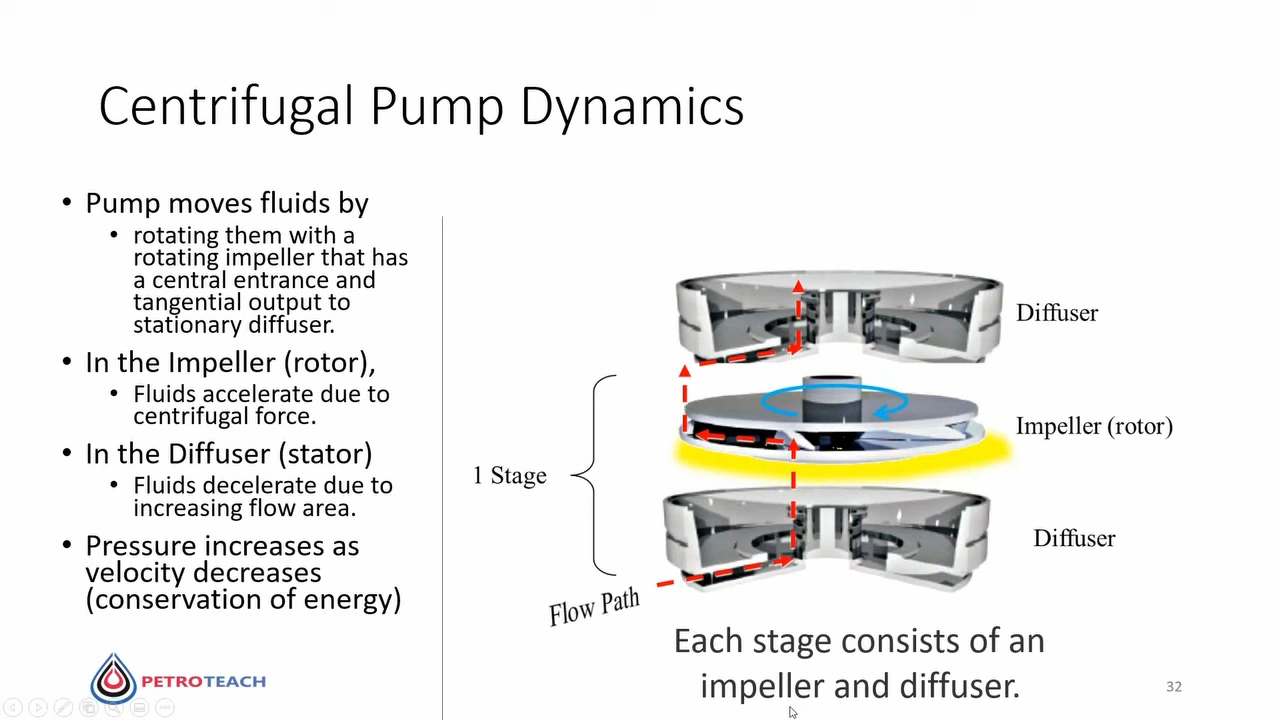 Centrifugal Pump Dynamics
• Pump moves fluids by
• rotating them with a
rotating impeller that has
a central entrance and
tangential output to
stationary diffuser.
• In the Impeller (rotor),
• Fluids accelerate due to
centrifugal force.
• In the Diffuser (stator)
• Fluids decelerate due to
increasing flow area.
• Pressure increases as
velocity decreases
(conservation of energy)
Diffuser
Impeller (rotor)
1 Stage
Diffuser
Flow Path
Each stage consists of an
impeller and diffuser.
PETROTEACH
32